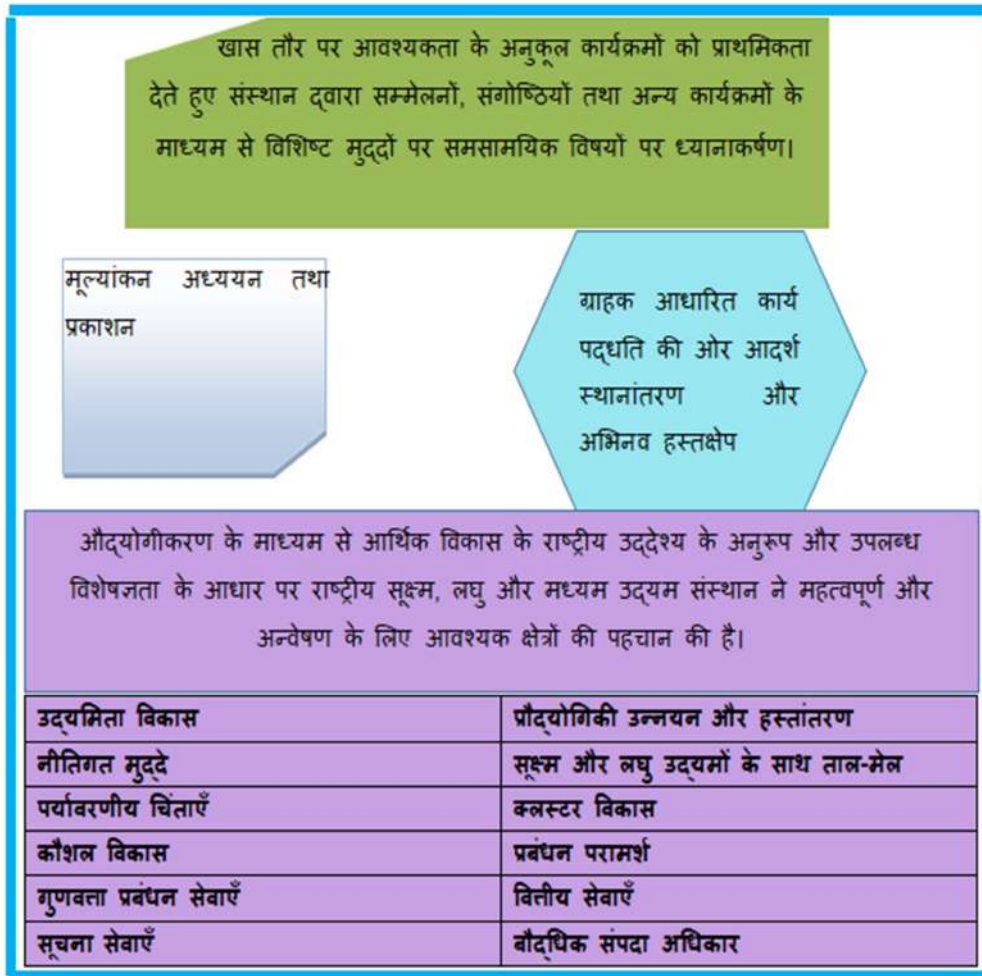 खास तौर पर आवश्यकता के अनुकूल कार्यक्रमों को प्राथमिकता
देते हुए संस्थान द्वारा सम्मेलनों, संगोष्ठियों तथा अन्य कार्यक्रमों के
माध्यम से विशिष्ट मुद्दों पर समसामयिक विषयों पर ध्यानाकर्षण।
मूल्यांकन अध्ययन तथा
प्रकाशन
ग्राहक आधारित कार्य
पद्धति की ओर आदर्श
स्थानांतरण और
अभिनव हस्तक्षेप
औद्योगीकरण के माध्यम से आर्थिक विकास के राष्ट्रीय उद्देश्य के अनुरूप और उपलब्ध
विशेषज्ञता के आधार पर राष्ट्रीय सूक्ष्म, लघु और मध्यम उद्यम संस्थान ने महत्वपूर्ण और
अन्वेषण के लिए आवश्यक क्षेत्रों की पहचान की है।
उद्यमिता विकास प्रौद्योगिकी उन्नयन और हस्तांतरण
नीतिगत मुद्दे सूक्ष्म और लघु उद्यमों के साथ ताल-मेल
पर्यावरणीय चिंताएँ क्लस्टर विकास
कौशल विकास प्रबंधन परामर्श
गुणवत्ता प्रबंधन सेवाएँ वित्तीय सेवाएँ
सूचना सेवाएँ बौद्धिक संपदा अधिकार